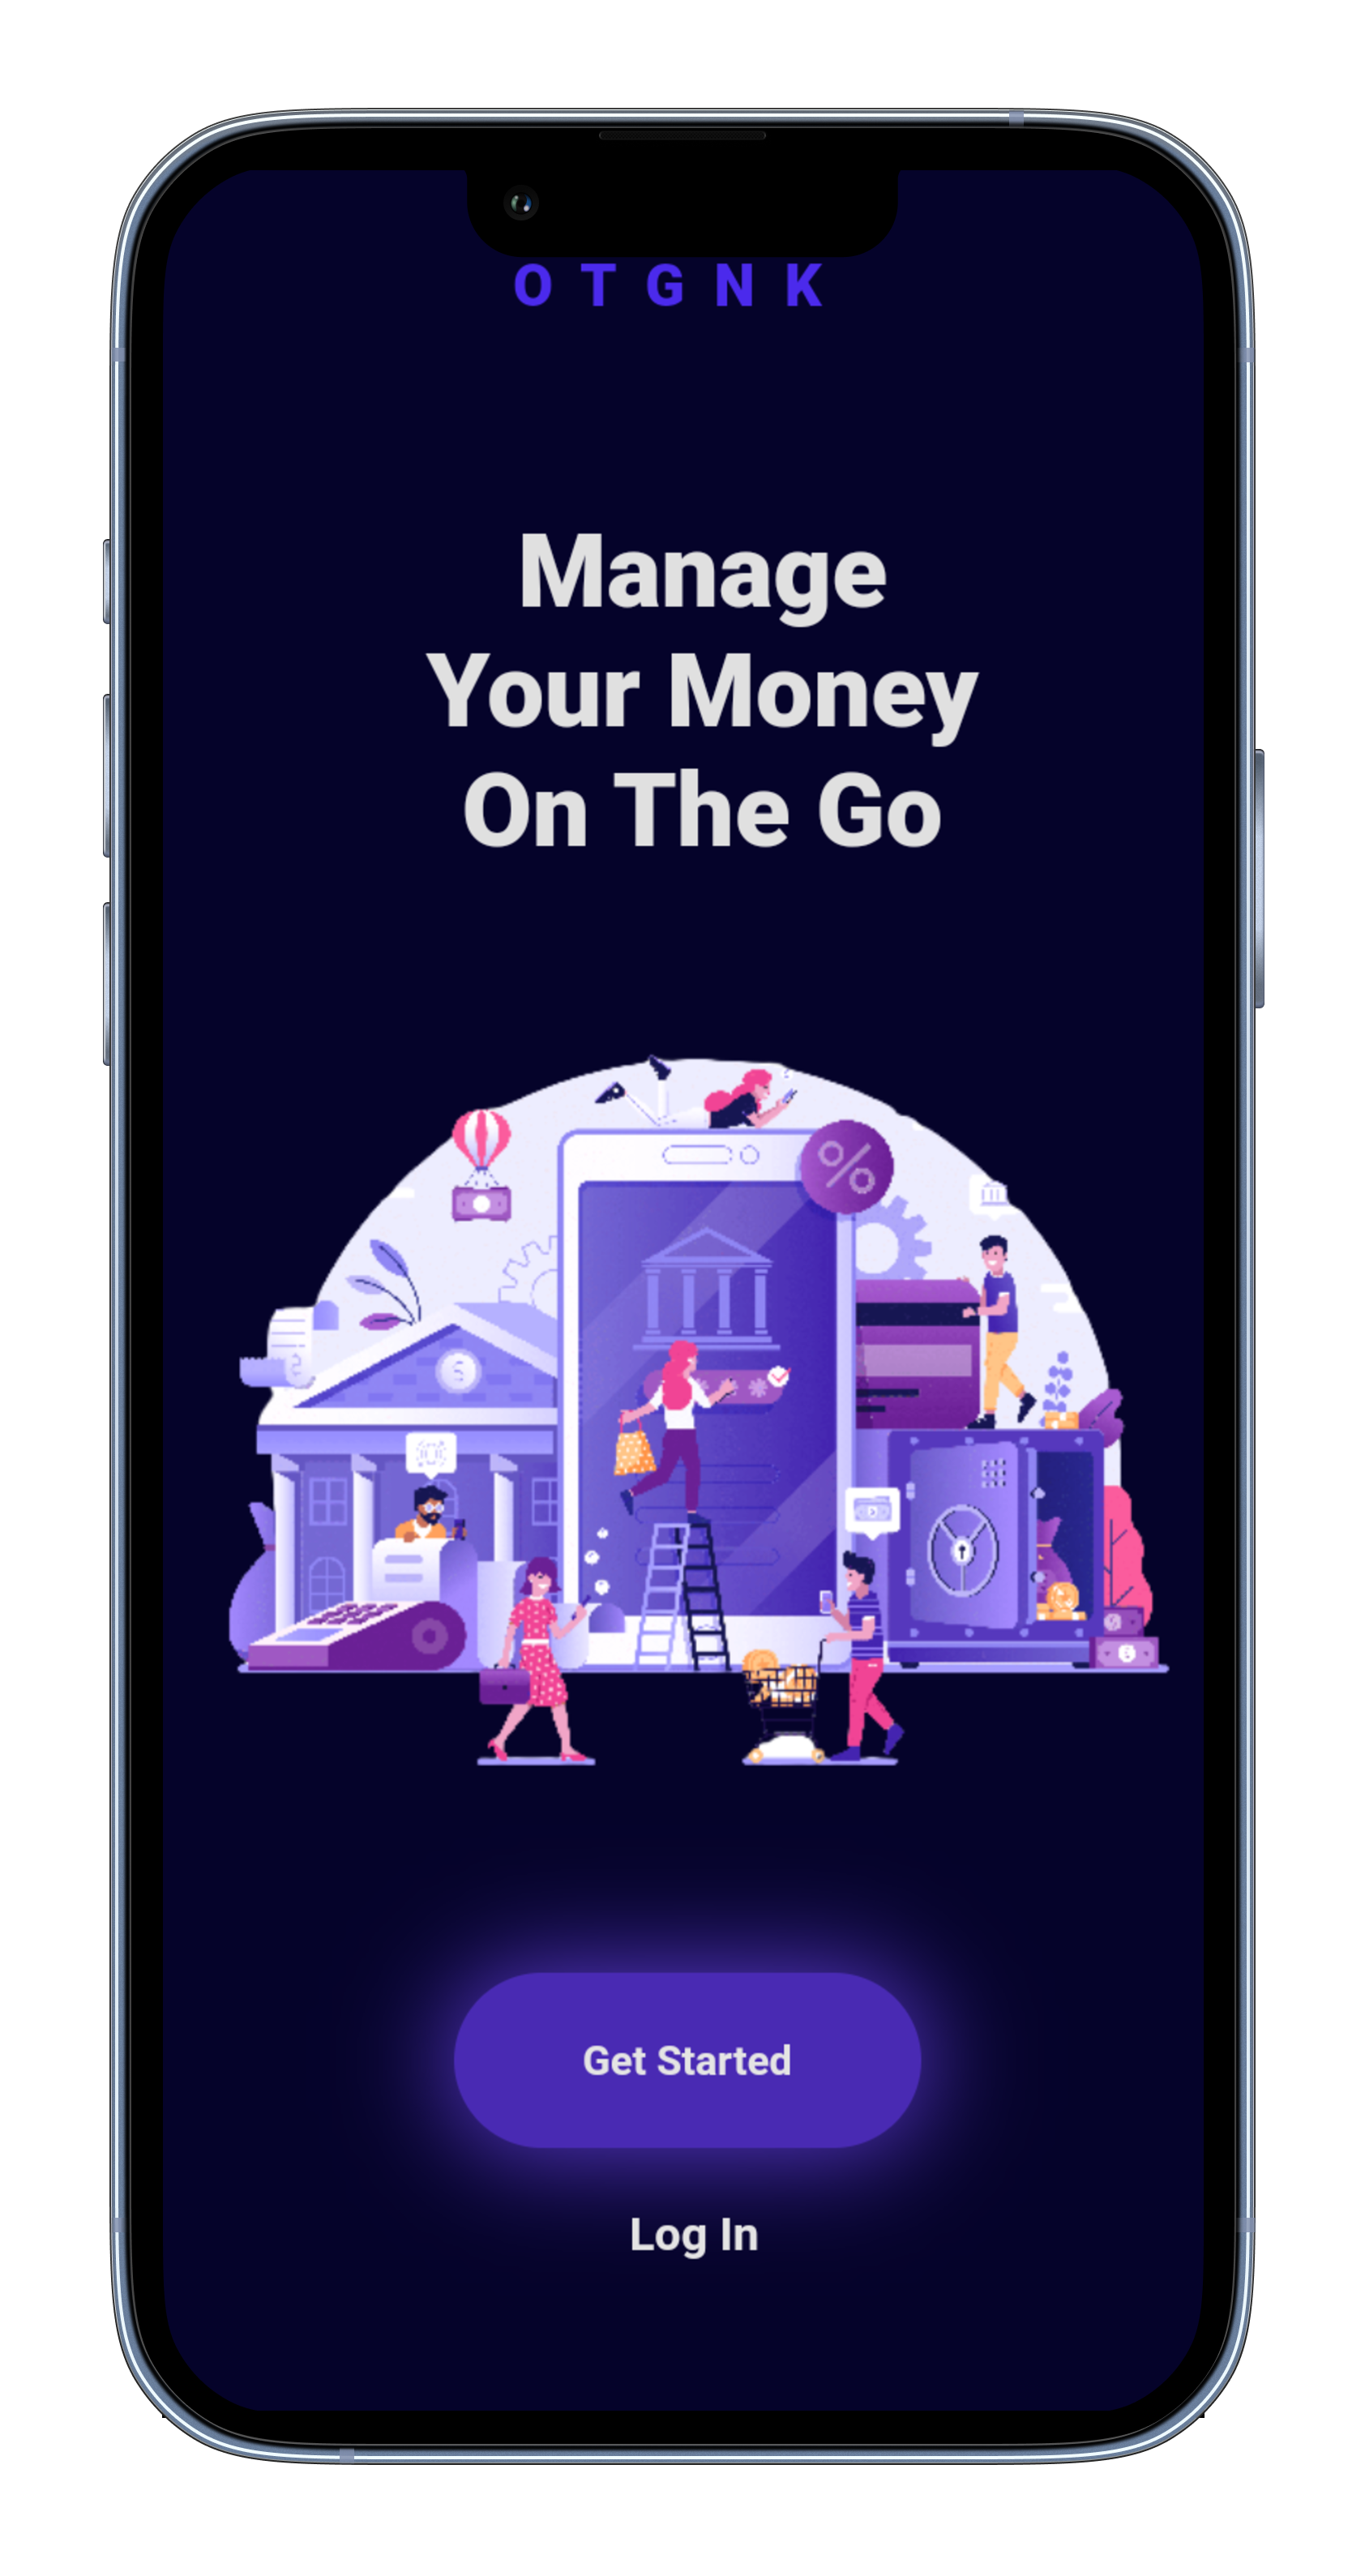 O T G N K
Manage
Your Money
On The Go
%
$
Get Started
Log In